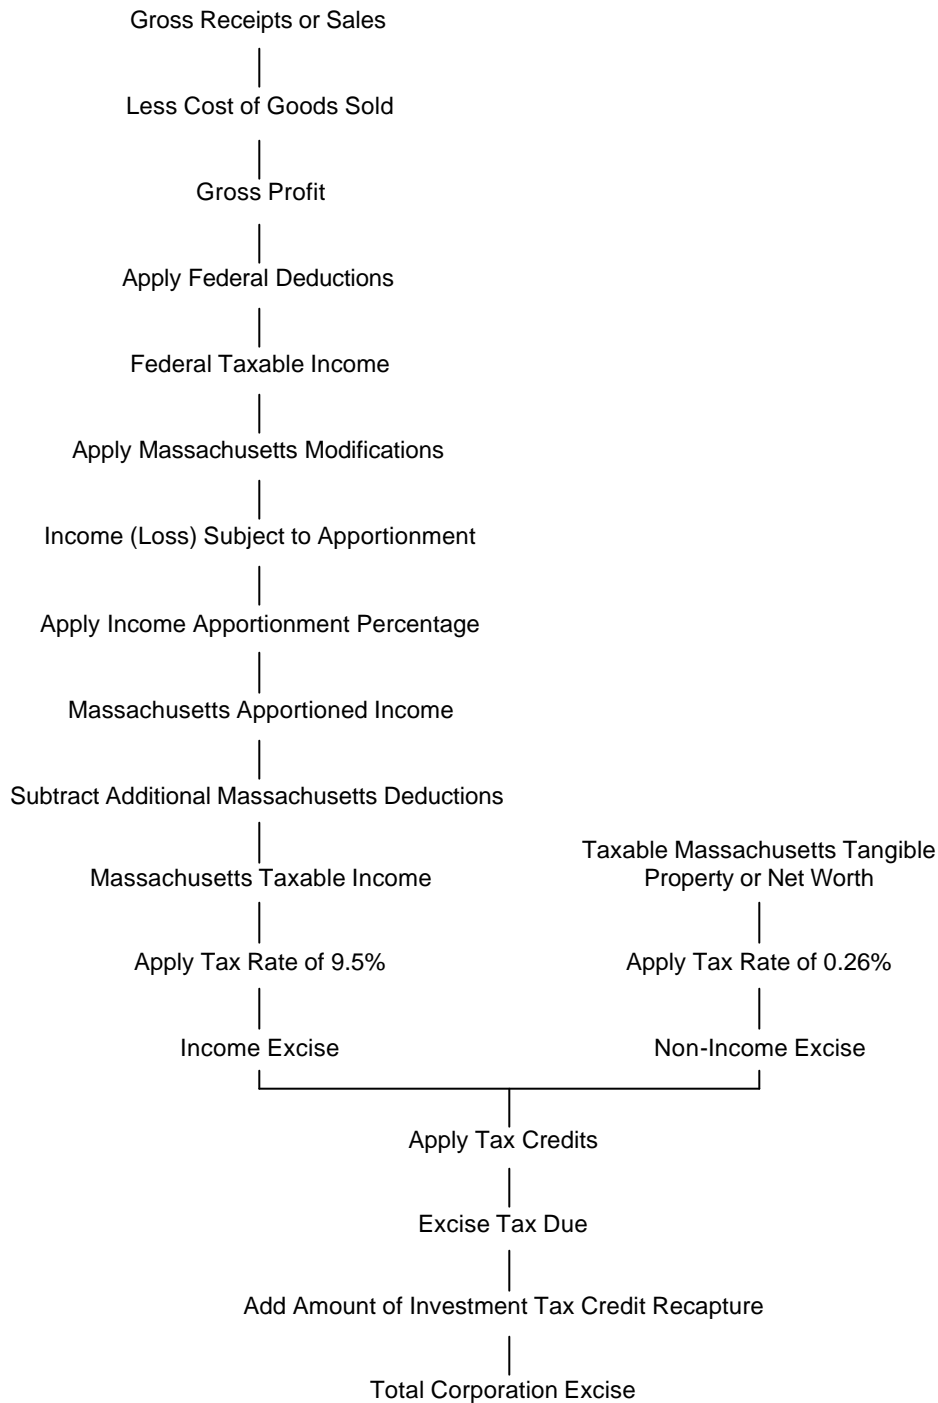 Gross Receipts or Sales
Less Cost of Goods Sold
Gross Profit
Apply Federal Deductions
Federal Taxable Income
Apply Massachusetts Modifications
Income (Loss) Subject to Apportionment
Apply Income Apportionment Percentage
Massachusetts Apportioned Income
Subtract Additional Massachusetts Deductions
Massachusetts Taxable Income
Apply Tax Rate of 9.5%
Income Excise
Taxable Massachusetts Tangible
Property or Net Worth
Apply Tax Rate of 0.26%
Non-Income Excise
Apply Tax Credits
Excise Tax Due
Add Amount of Investment Tax Credit Recapture
Total Corporation Excise